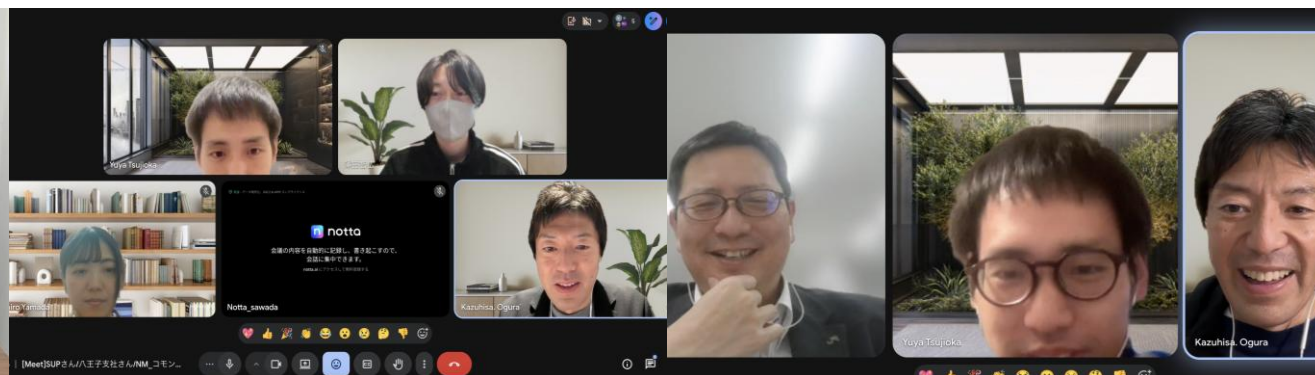 Yuya Tsujioka
notta
会議の内容を自動的に記録し、書き起こすので、
会話に集中できます。
Notta_sawada
Kazuhisa. Ogura
[Meet]SUPさん/八王子支社さん/NM_コモン...
Yuya Tsujioka
Kazuhisa. Ogura